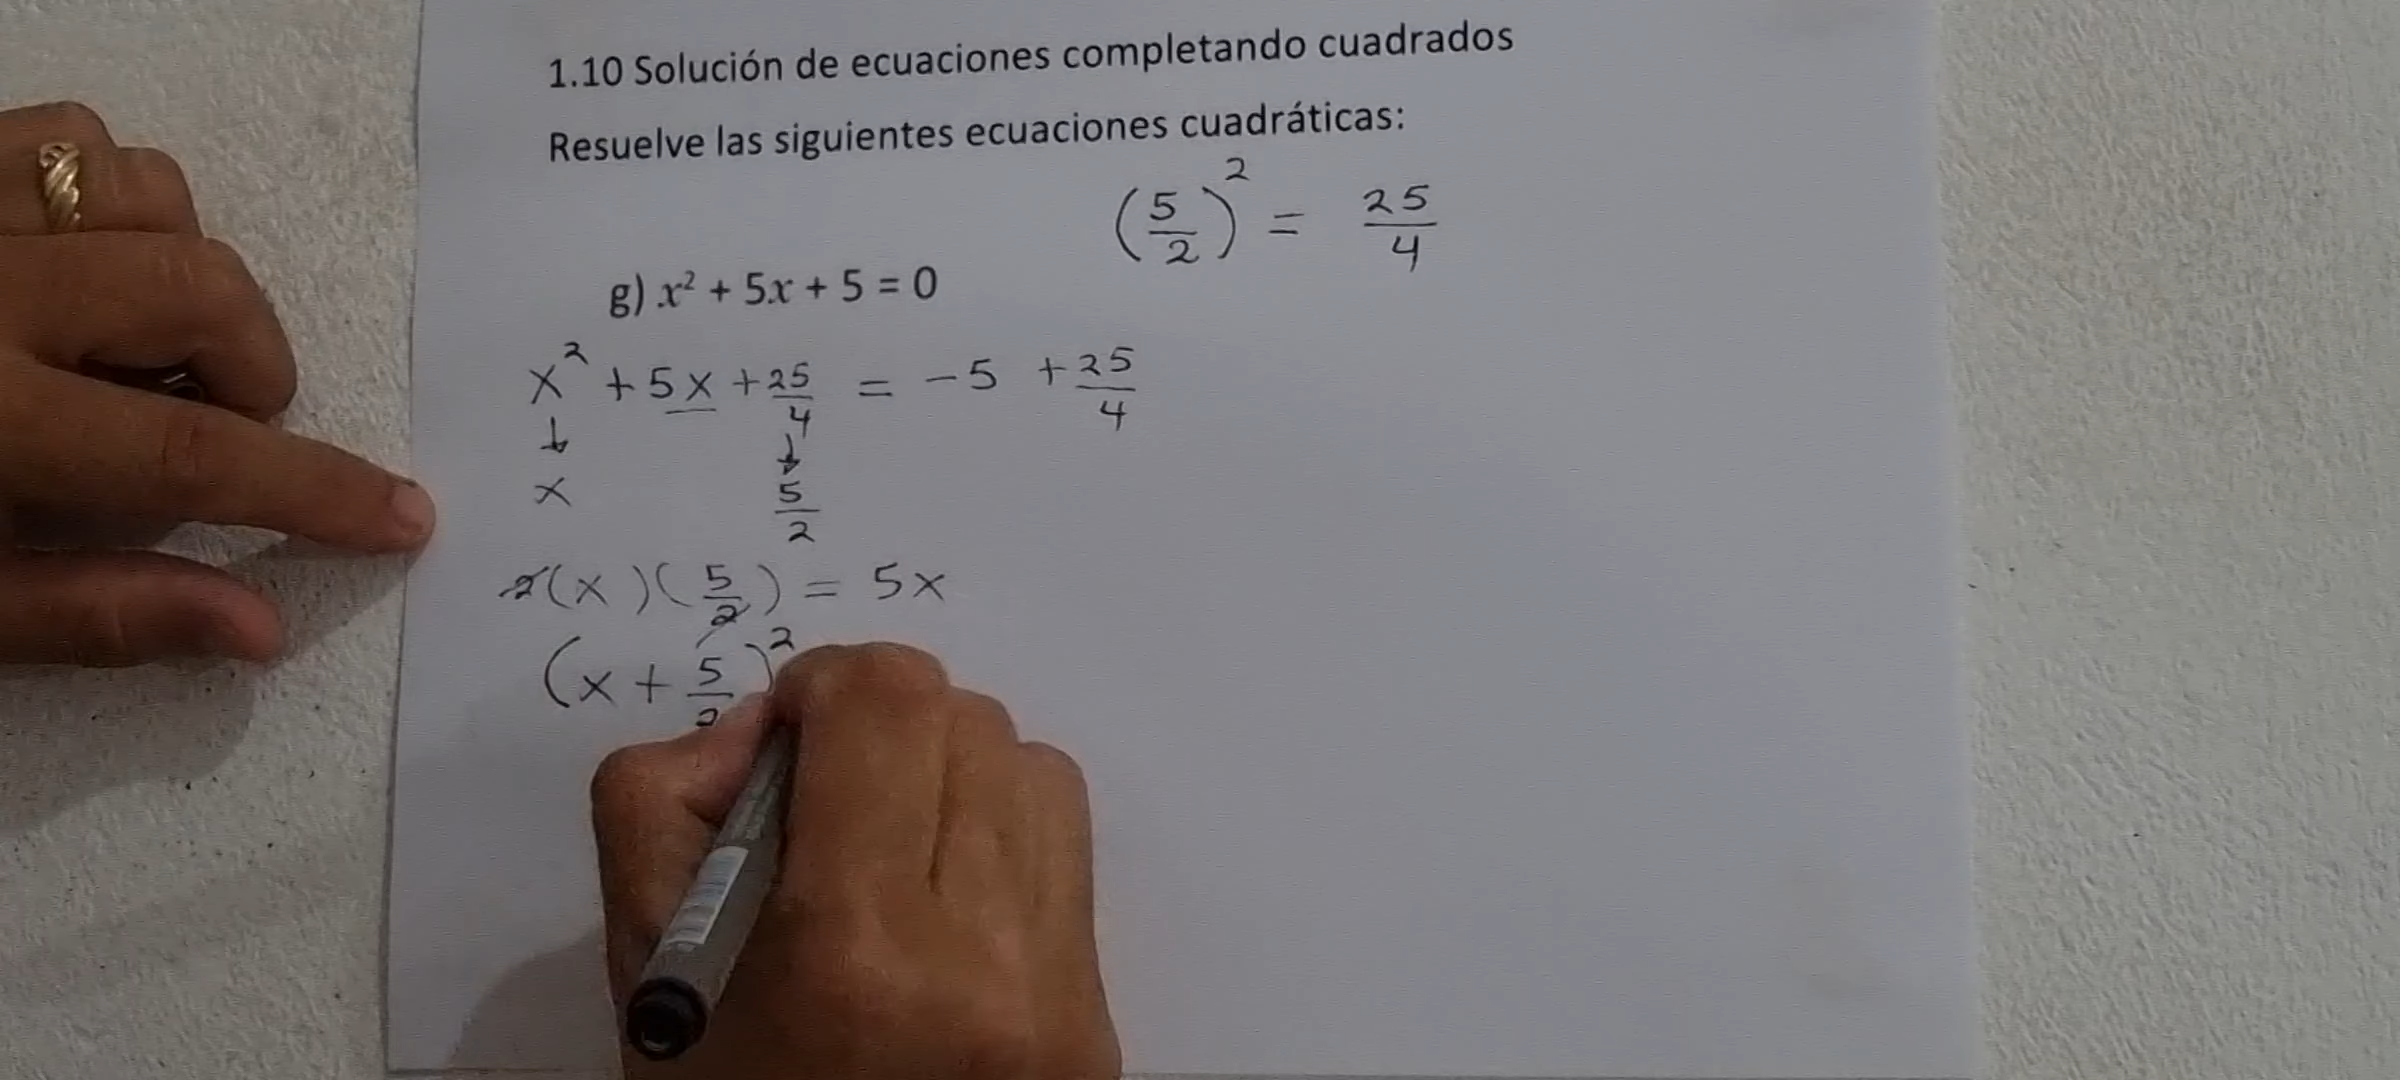 1.10 Solución de ecuaciones completando cuadrados
Resuelve las siguientes ecuaciones cuadráticas:
(5/2)² = 25/4
g) x² + 5x + 5 = 0
x² + 5x + 25/4 = -5 + 25/4
x 5/2
2(x)(5/2) = 5x
(x + 5/2)²